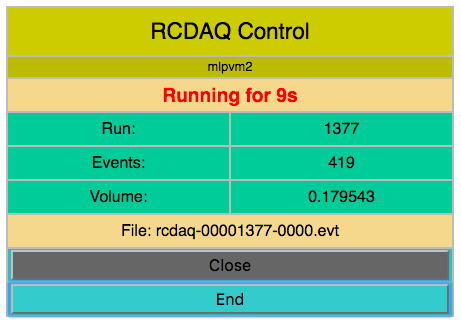 RCDAQ Control
mlpvm2
Running for 9s
Run: 1377
Events: 419
Volume: 0.179543
File: rcdaq-00001377-0000.evt
Close
End